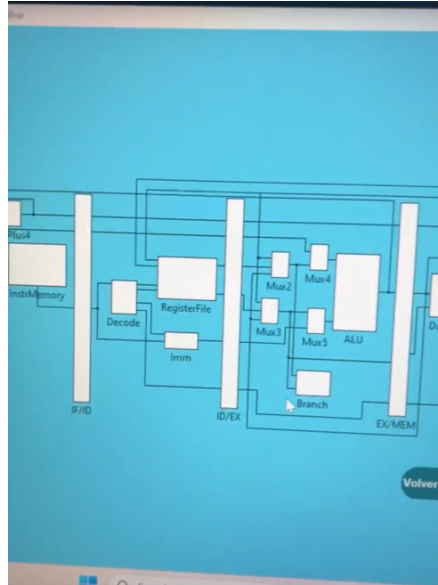 Plus4
InstrMemory
IF/ID
Decode
RegisterFile
Imm
ID/EX
Mux2
Mux3
Mux4
Mux5
ALU
Branch
EX/MEM
Volver